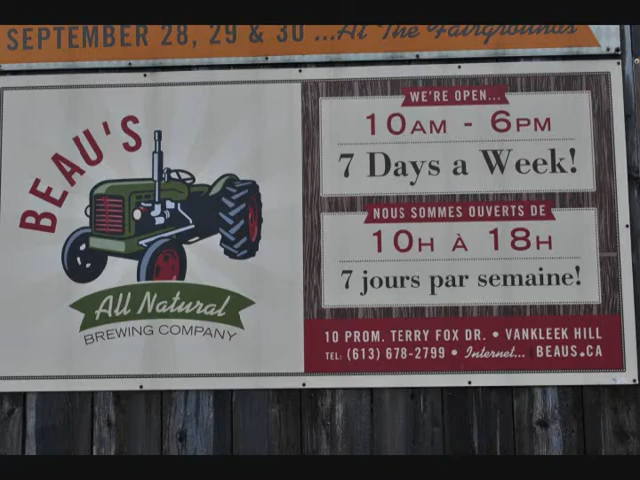 SEPTEMBER 28, 29 & 30 ...At The Fairgrounds
BEAU'S
All Natural
BREWING COMPANY
WE'RE OPEN...
10AM - 6PM
7 Days a Week!
NOUS SOMMES OUVERTS DE
10H À 18H
7 jours par semaine!
10 PROM. TERRY FOX DR. • VANKLEEK HILL
TEL: (613) 678-2799 • Internet... BEAUS.CA